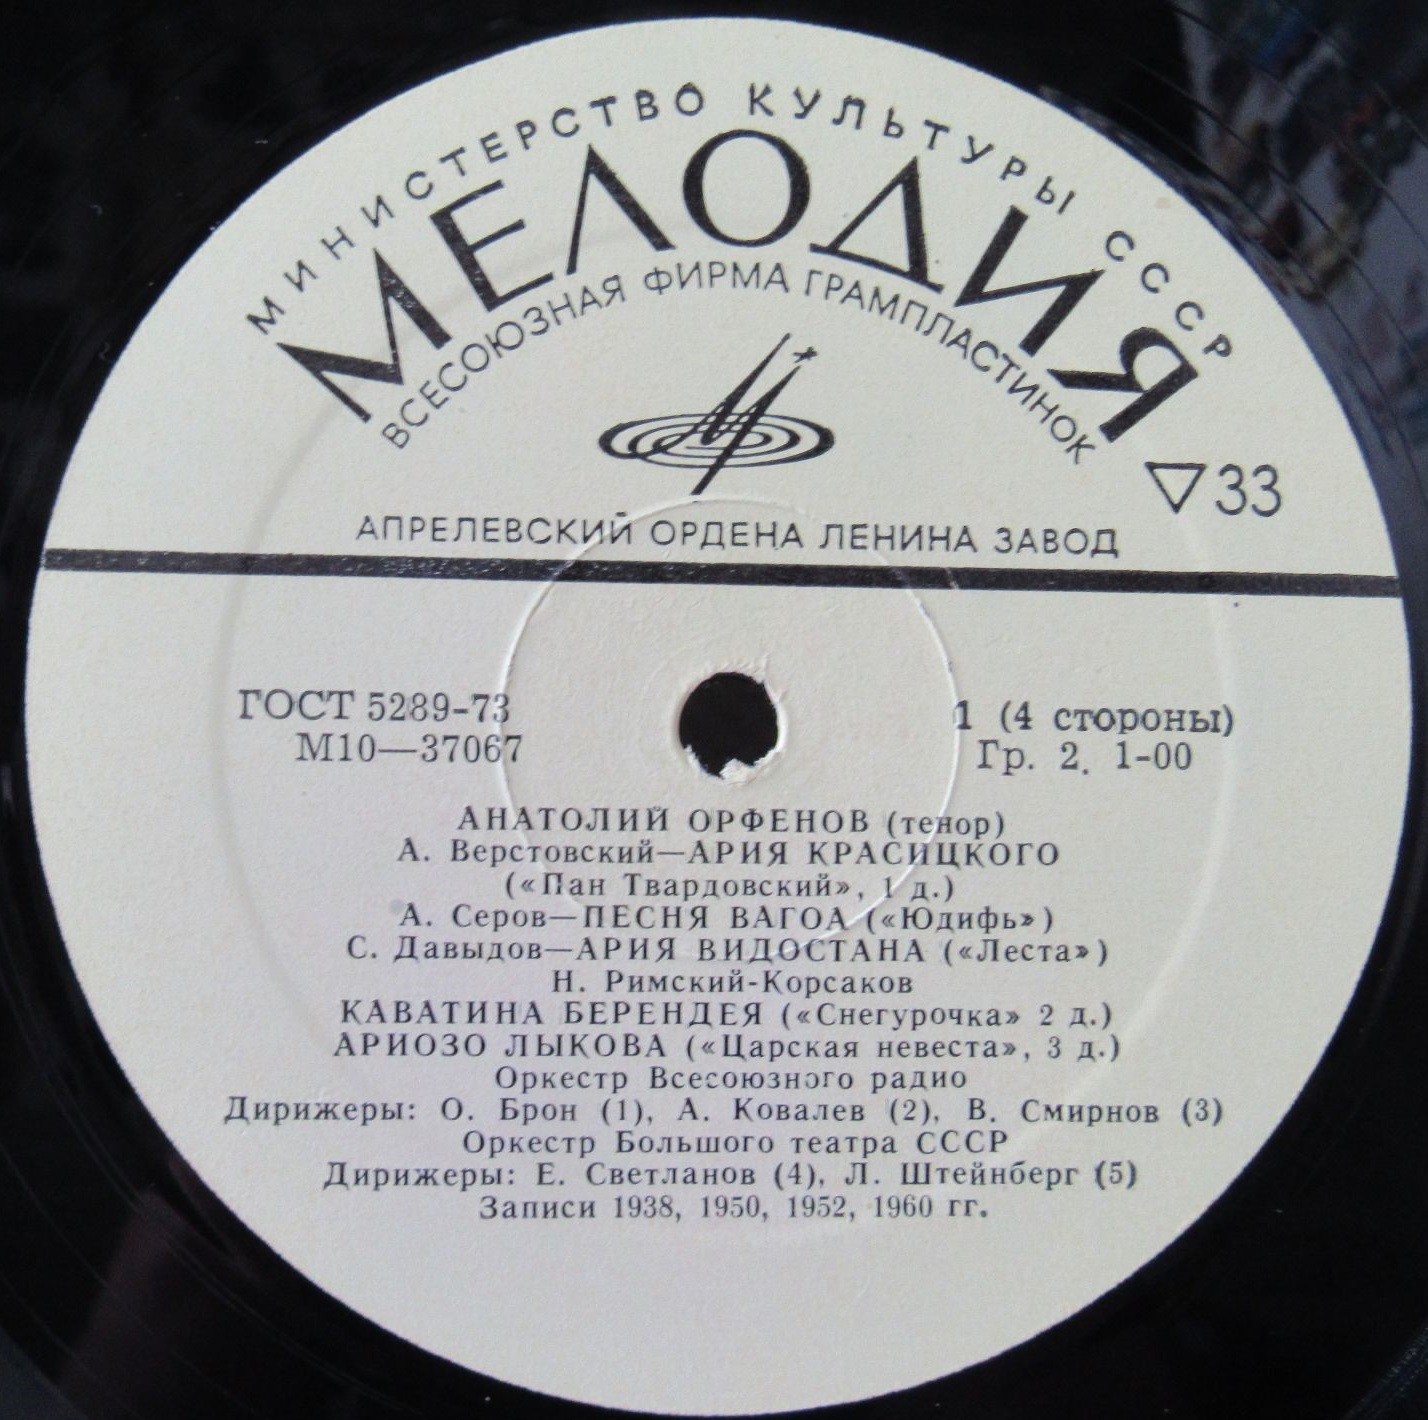 МИНИСТЕРСТВО КУЛЬТУРЫ СССР
МЕЛОДИЯ
ВСЕСОЮЗНАЯ ФИРМА ГРАМПЛАСТИНОК
▽33
АПРЕЛЕВСКИЙ ОРДЕНА ЛЕНИНА ЗАВОД
ГОСТ 5289-73
М10—37067
1 (4 стороны)
Гр. 2. 1-00
АНАТОЛИЙ ОРФЕНОВ (тенор)
А. Верстовский—АРИЯ КРАСИЦКОГО
(«Пан Твардовский», 1 д.)
А. Серов—ПЕСНЯ ВАГОА («Юдифь»)
С. Давыдов—АРИЯ ВИДОСТАНА («Леста»)
Н. Римский-Корсаков
КАВАТИНА БЕРЕНДЕЯ («Снегурочка» 2 д.)
АРИОЗО ЛЫКОВА («Царская невеста», 3 д.)
Оркестр Всесоюзного радио
Дирижеры: О. Брон (1), А. Ковалев (2), В. Смирнов (3)
Оркестр Большого театра СССР
Дирижеры: Е. Светланов (4), Л. Штейнберг (5)
Записи 1938, 1950, 1952, 1960 гг.